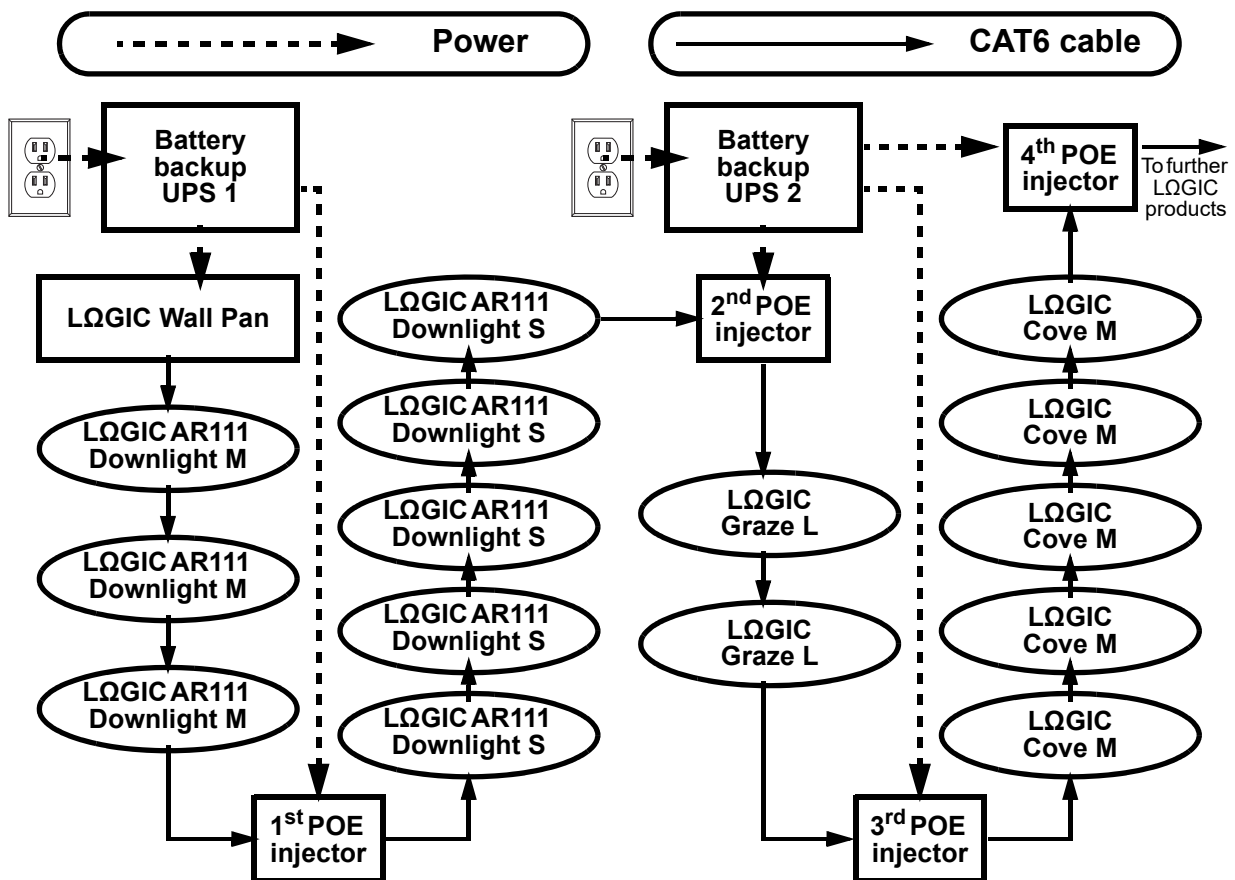 Power
CAT6 cable
Battery
backup
UPS 1
LΩGIC Wall Pan
LΩGIC AR111
Downlight M
LΩGIC AR111
Downlight M
LΩGIC AR111
Downlight M
1st POE
injector
LΩGIC AR111
Downlight S
LΩGIC AR111
Downlight S
LΩGIC AR111
Downlight S
LΩGIC AR111
Downlight S
LΩGIC AR111
Downlight S
Battery
backup
UPS 2
2nd POE
injector
LΩGIC
Graze L
LΩGIC
Graze L
3rd POE
injector
LΩGIC
Cove M
LΩGIC
Cove M
LΩGIC
Cove M
LΩGIC
Cove M
LΩGIC
Cove M
4th POE
injector
To further
LΩGIC
products